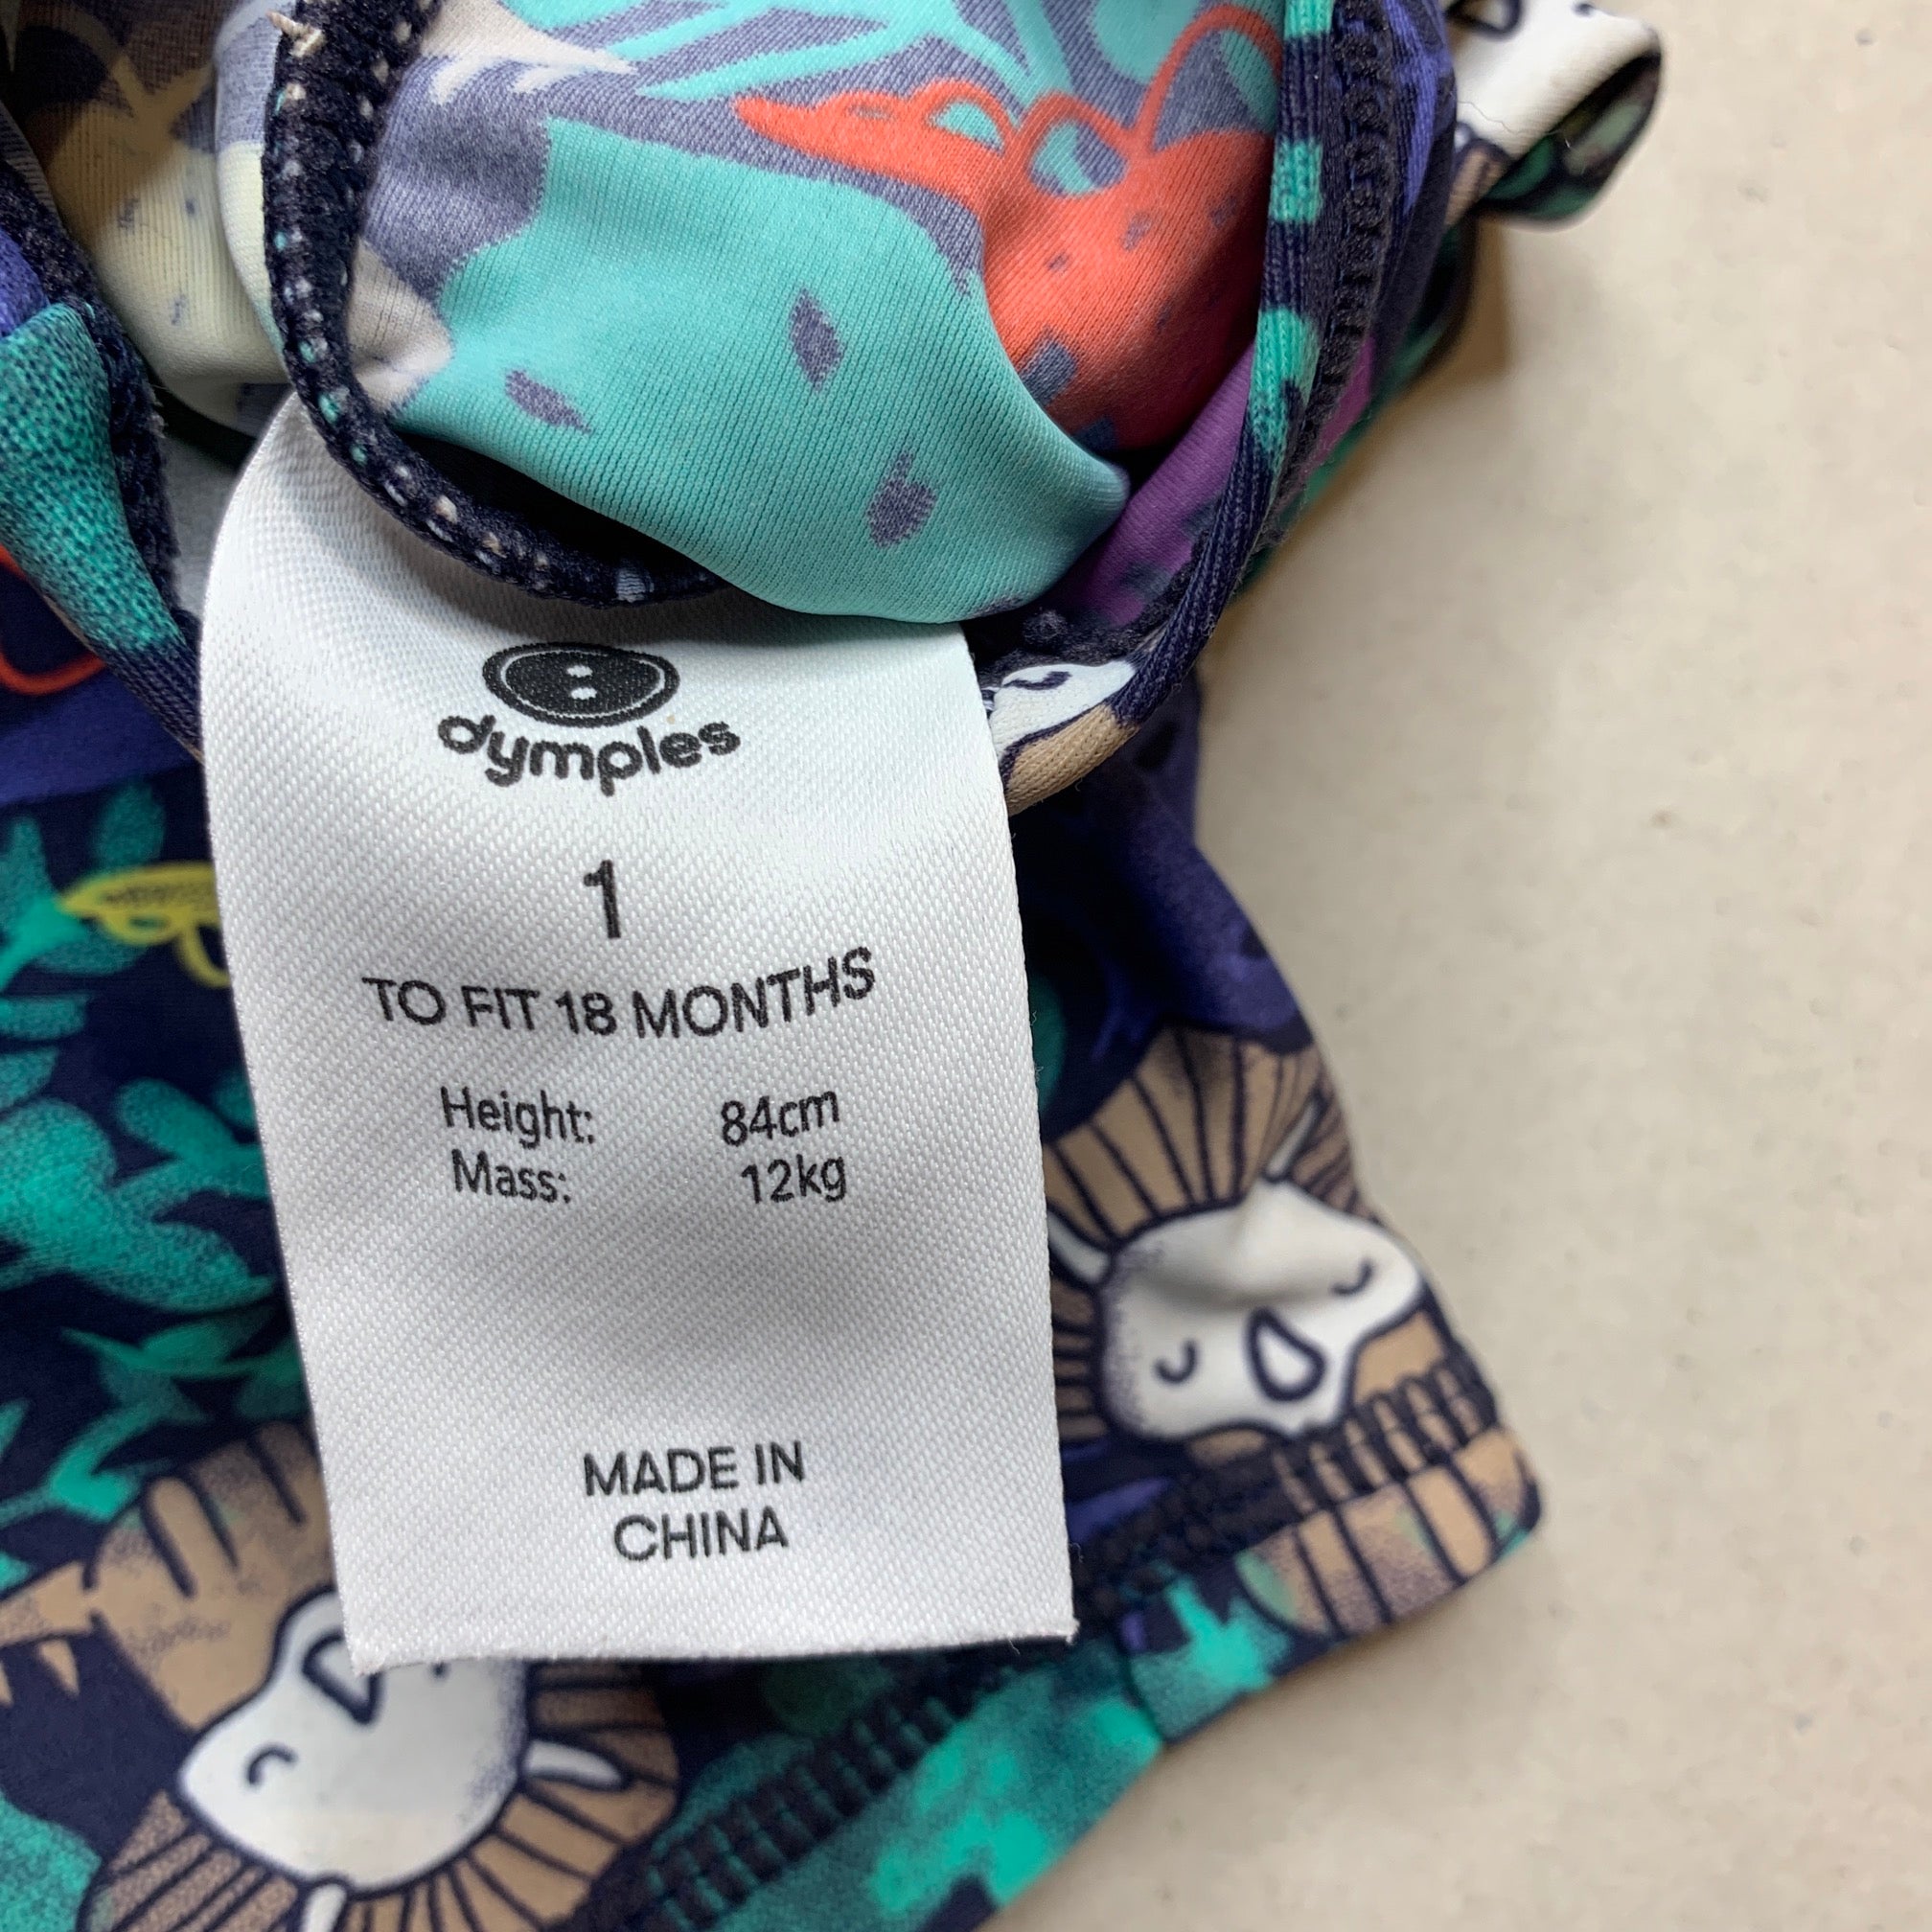 dymples
1
TO FIT 18 MONTHS
Height: 84cm
Mass: 12kg
MADE IN
CHINA